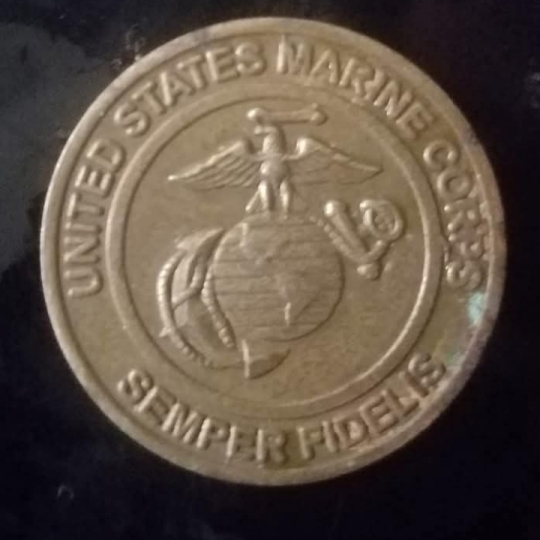 UNITED STATES MARINE CORPS
SEMPER FIDELIS